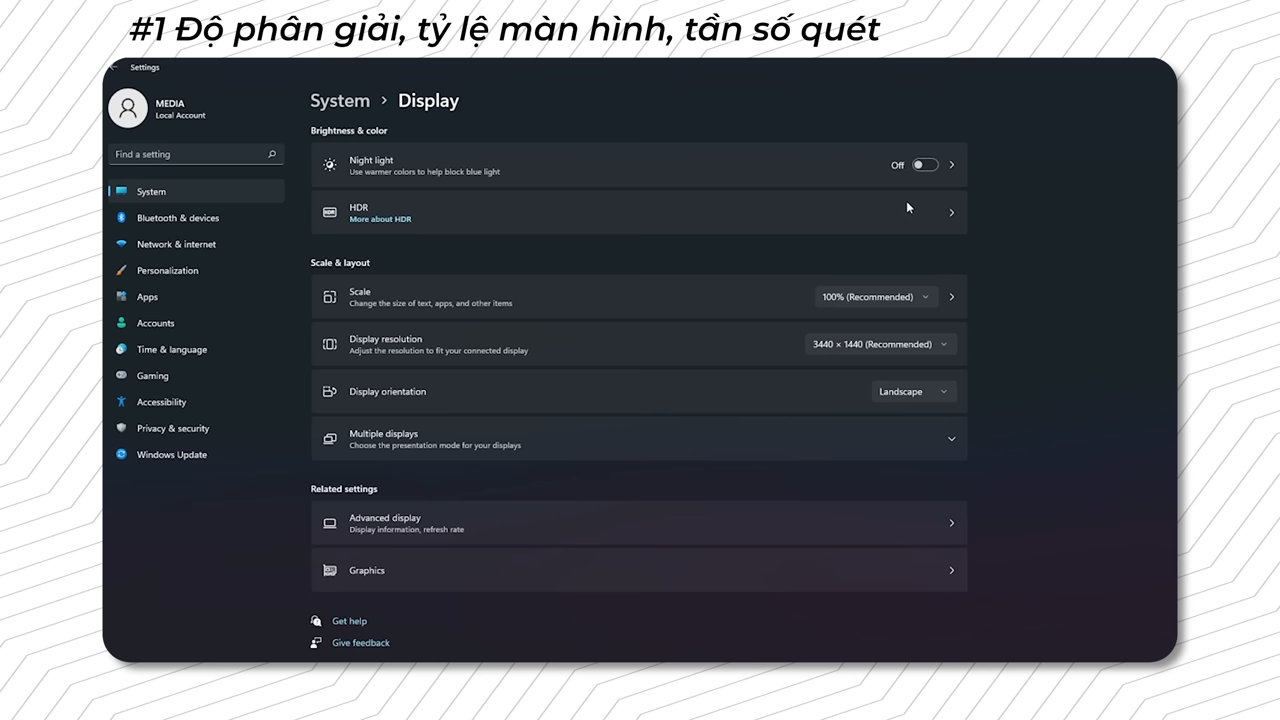 #1 Độ phân giải, tỷ lệ màn hình, tần số quét
Settings
MEDIA
Local Account
Find a setting
System
Bluetooth & devices
Network & internet
Personalization
Apps
Accounts
Time & language
Gaming
Accessibility
Privacy & security
Windows Update
System › Display
Brightness & color
Night light
Use warmer colors to help block blue light
Off
HDR
More about HDR
Scale & layout
Scale
Change the size of text, apps, and other items
100% (Recommended)
Display resolution
Adjust the resolution to fit your connected display
3440 × 1440 (Recommended)
Display orientation
Landscape
Multiple displays
Choose the presentation mode for your displays
Related settings
Advanced display
Display information, refresh rate
Graphics
Get help
Give feedback